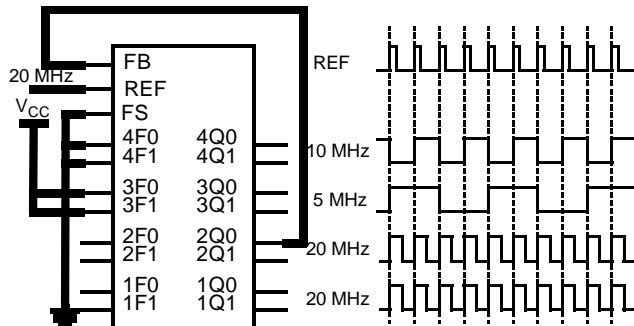 FB
REF
20 MHz
REF
V_CC
FS
4F0 4Q0
4F1 4Q1
10 MHz
3F0 3Q0
3F1 3Q1
5 MHz
2F0 2Q0
2F1 2Q1
20 MHz
1F0 1Q0
1F1 1Q1
20 MHz